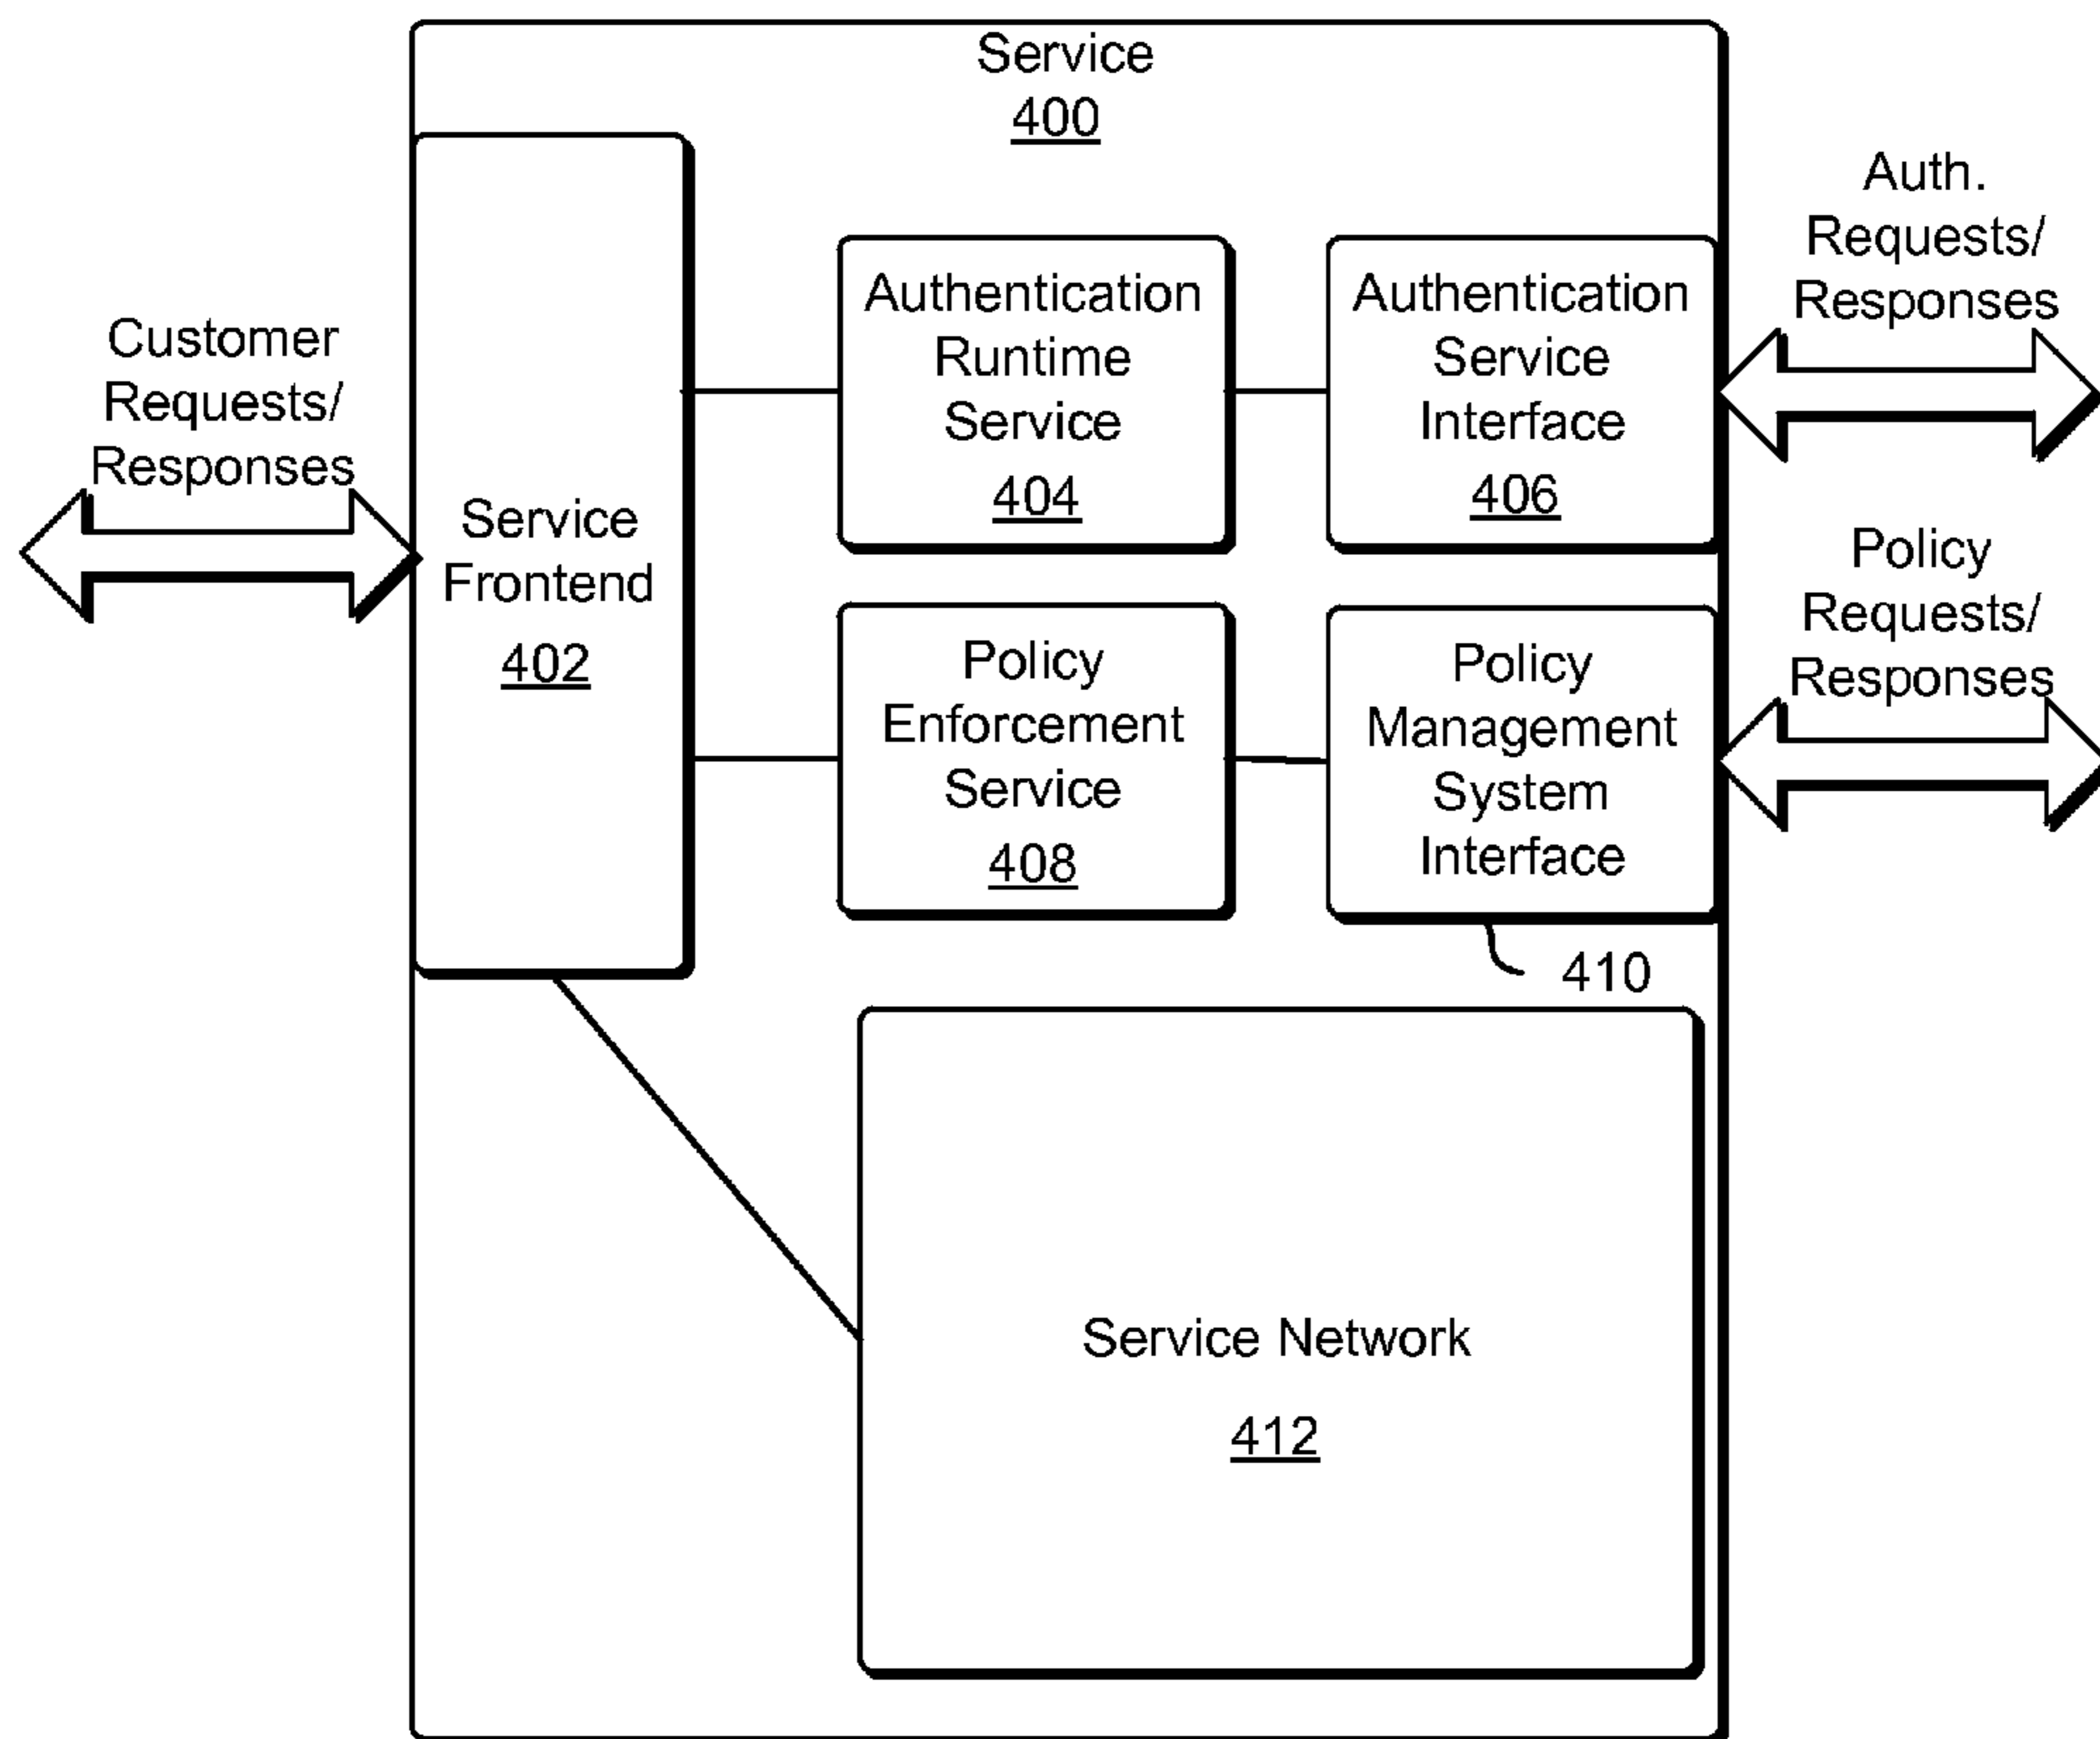 Service
400
Customer
Requests/
Responses
Service
Frontend
402
Authentication
Runtime
Service
404
Authentication
Service
Interface
406
Auth.
Requests/
Responses
Policy
Enforcement
Service
408
Policy
Management
System
Interface
410
Policy
Requests/
Responses
Service Network
412